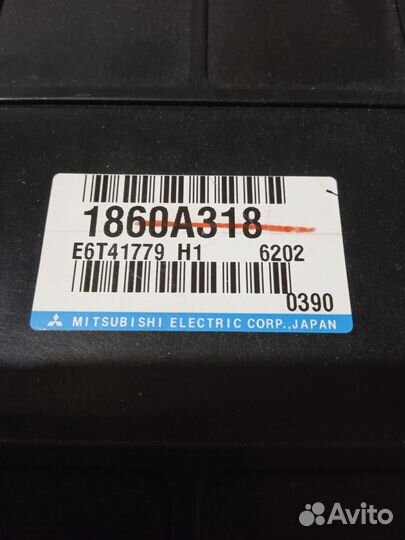 1860A318
E6T41779 H1 6202
0390
MITSUBISHI ELECTRIC CORP., JAPAN
Avito